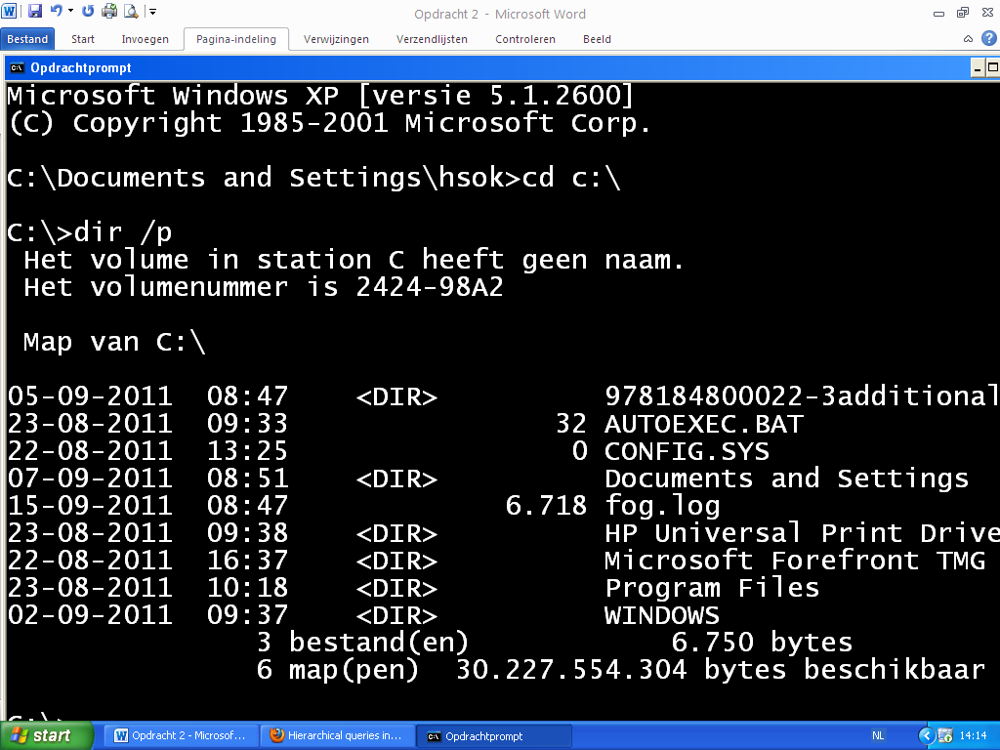 Opdracht 2 - Microsoft Word
Bestand Start Invoegen Pagina-indeling Verwijzingen Verzendlijsten Controleren Beeld
Opdrachtprompt
Microsoft Windows XP [versie 5.1.2600]
(C) Copyright 1985-2001 Microsoft Corp.
C:\Documents and Settings\hsok>cd c:\
C:\>dir /p
Het volume in station C heeft geen naam.
Het volumenummer is 2424-98A2
Map van C:\
05-09-2011 08:47 <DIR> 978184800022-3additional
23-08-2011 09:33 32 AUTOEXEC.BAT
22-08-2011 13:25 0 CONFIG.SYS
07-09-2011 08:51 <DIR> Documents and Settings
15-09-2011 08:47 6.718 fog.log
23-08-2011 09:38 <DIR> HP Universal Print Drive
22-08-2011 16:37 <DIR> Microsoft Forefront TMG
23-08-2011 10:18 <DIR> Program Files
02-09-2011 09:37 <DIR> WINDOWS
3 bestand(en) 6.750 bytes
6 map(pen) 30.227.554.304 bytes beschikbaar
C:\>
start Opdracht 2 - Microsof... Hierarchical queries in... Opdrachtprompt NL 14:14